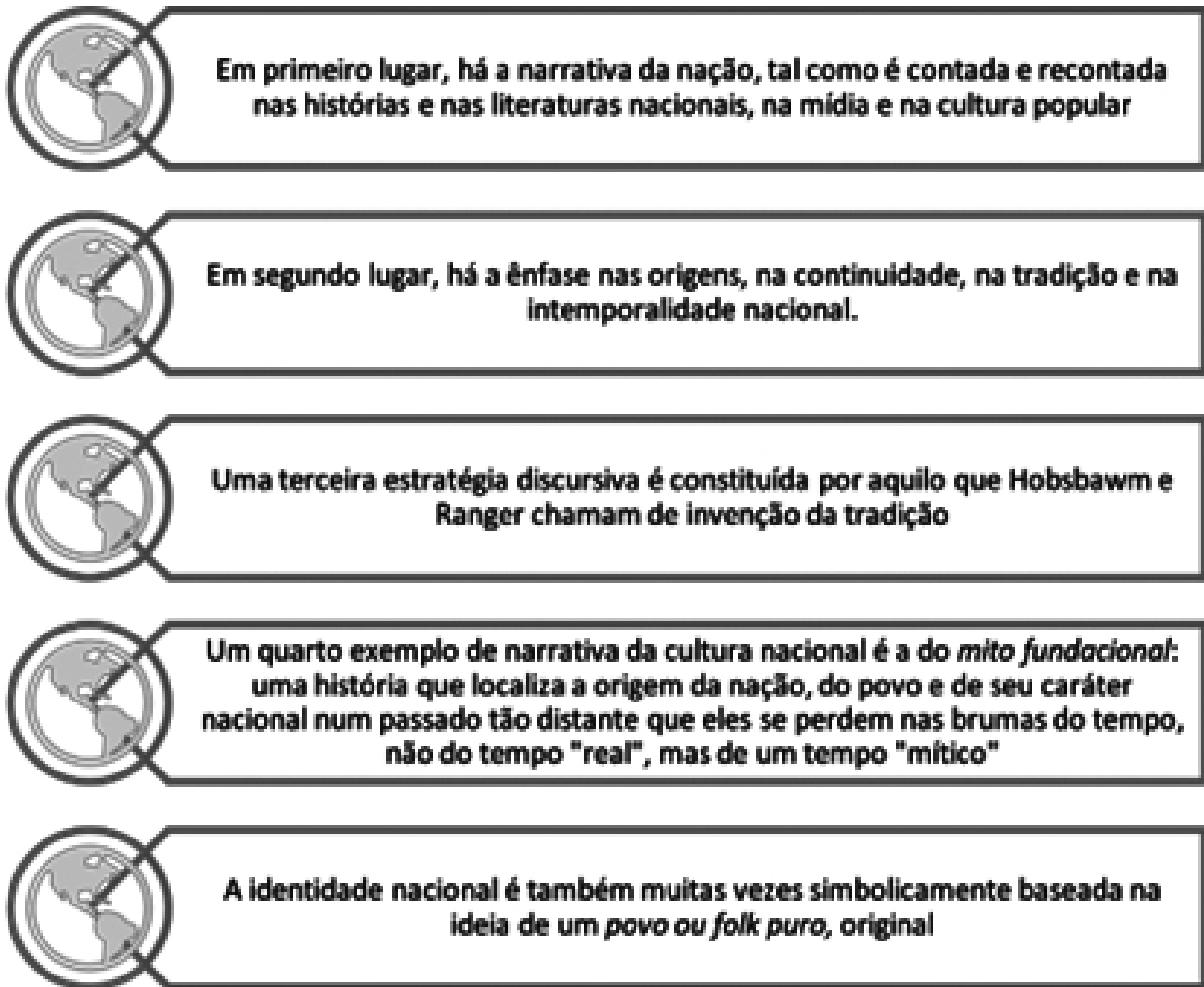 Em primeiro lugar, há a narrativa da nação, tal como é contada e recontada
nas histórias e nas literaturas nacionais, na mídia e na cultura popular
Em segundo lugar, há a ênfase nas origens, na continuidade, na tradição e na
intemporalidade nacional.
Uma terceira estratégia discursiva é constituída por aquilo que Hobsbawm e
Ranger chamam de invenção da tradição
Um quarto exemplo de narrativa da cultura nacional é a do mito fundacional:
uma história que localiza a origem da nação, do povo e de seu caráter
nacional num passado tão distante que eles se perdem nas brumas do tempo,
não do tempo "real", mas de um tempo "mítico"
A identidade nacional é também muitas vezes simbolicamente baseada na
ideia de um povo ou folk puro, original